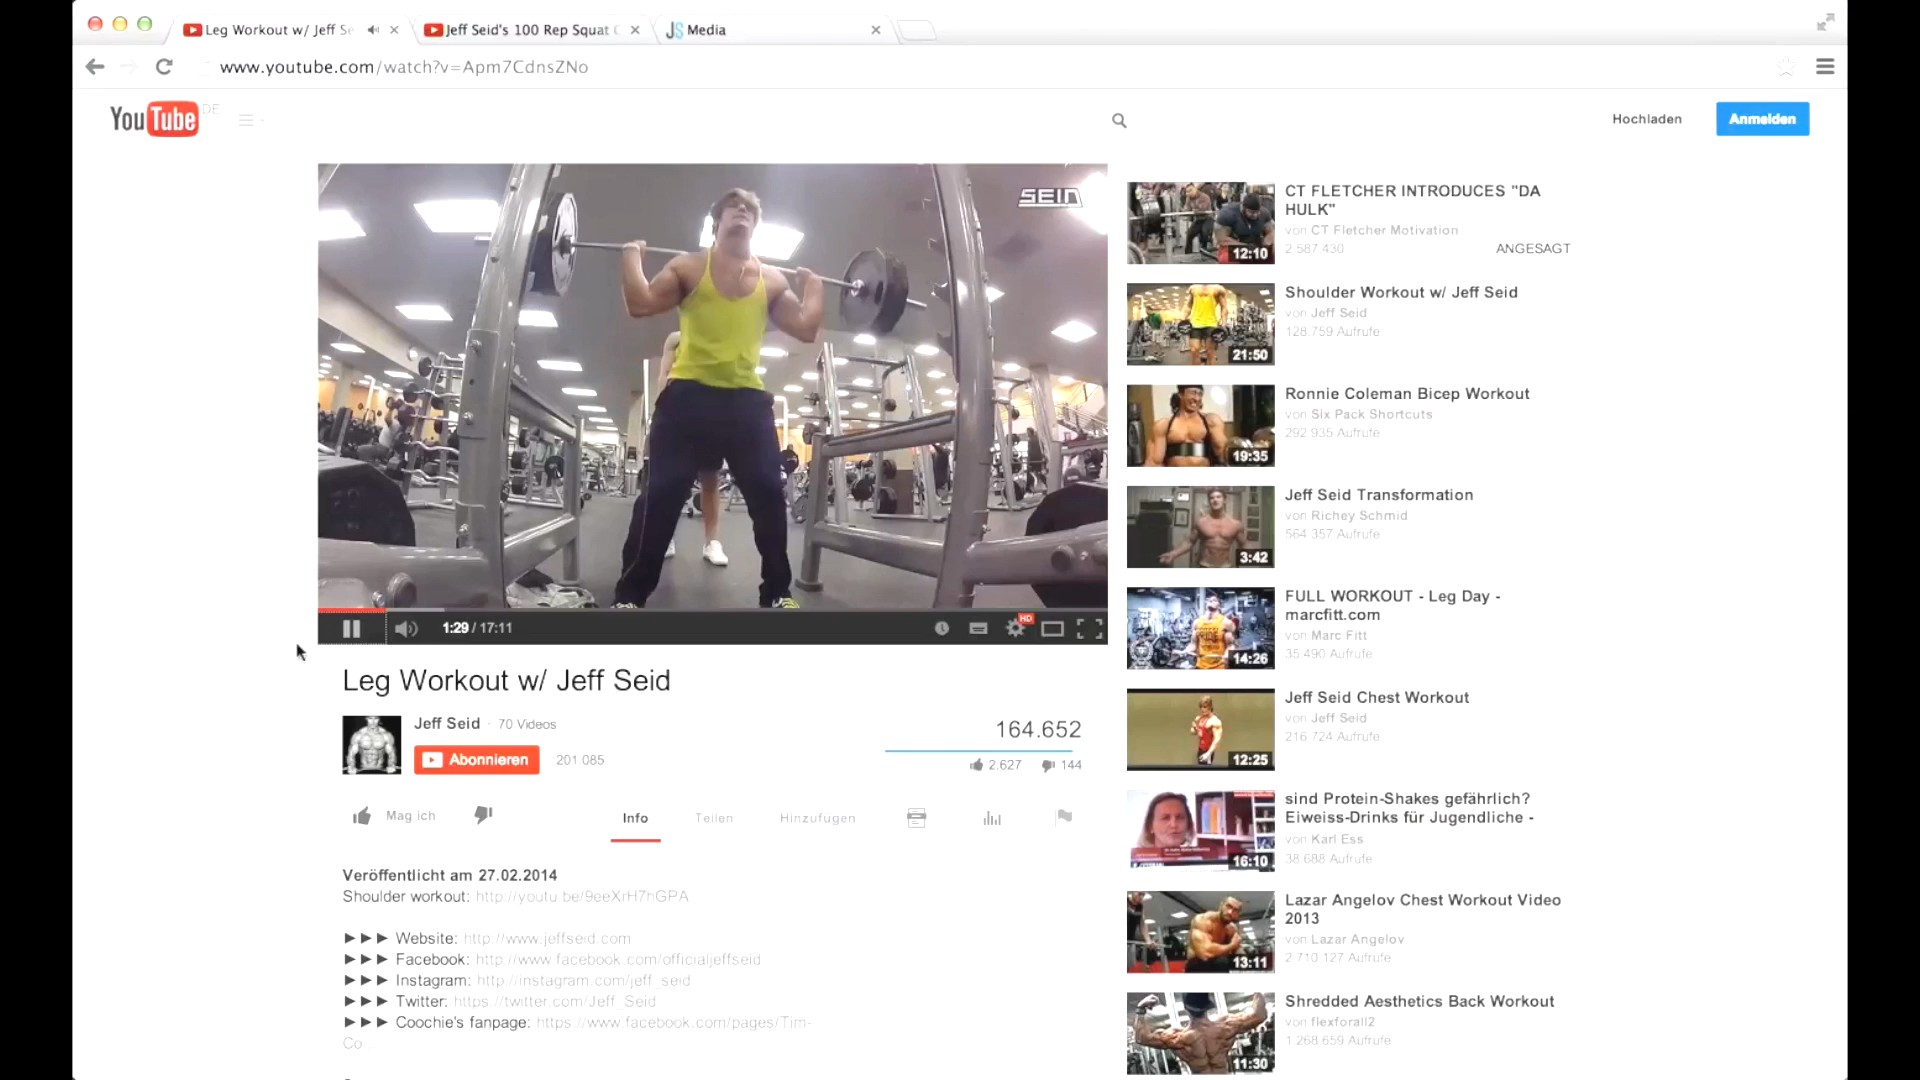 Leg Workout w/ Jeff Se
Jeff Seid's 100 Rep Squat C
JS Media
www.youtube.com/watch?v=Apm7CdnsZNo
YouTube DE
Hochladen
Anmelden
SEID
1:29 / 17:11
HD
Leg Workout w/ Jeff Seid
Jeff Seid · 70 Videos
Abonnieren 201 085
164.652
2.627 144
Mag ich
Info Teilen Hinzufügen
Veröffentlicht am 27.02.2014
Shoulder workout: http://youtu.be/9eeXrH7hGPA
►►► Website: http://www.jeffseid.com
►►► Facebook: http://www.facebook.com/officialjeffseid
►►► Instagram: http://instagram.com/jeff_seid
►►► Twitter: https://twitter.com/Jeff_Seid
►►► Coochie's fanpage: https://www.facebook.com/pages/Tim-
Co...
CT FLETCHER INTRODUCES "DA
HULK"
von CT Fletcher Motivation
2.587.430 ANGESAGT
12:10
Shoulder Workout w/ Jeff Seid
von Jeff Seid
128.759 Aufrufe
21:50
Ronnie Coleman Bicep Workout
von Six Pack Shortcuts
292 935 Aufrufe
19:35
Jeff Seid Transformation
von Richey Schmid
564 357 Aufrufe
3:42
FULL WORKOUT - Leg Day -
marcfitt.com
von Marc Fitt
35 490 Aufrufe
14:26
Jeff Seid Chest Workout
von Jeff Seid
216 724 Aufrufe
12:25
sind Protein-Shakes gefährlich?
Eiweiss-Drinks für Jugendliche -
von Karl Ess
38 688 Aufrufe
16:10
Lazar Angelov Chest Workout Video
2013
von Lazar Angelov
2 710 127 Aufrufe
13:11
Shredded Aesthetics Back Workout
von flexforall2
1 268 659 Aufrufe
11:30